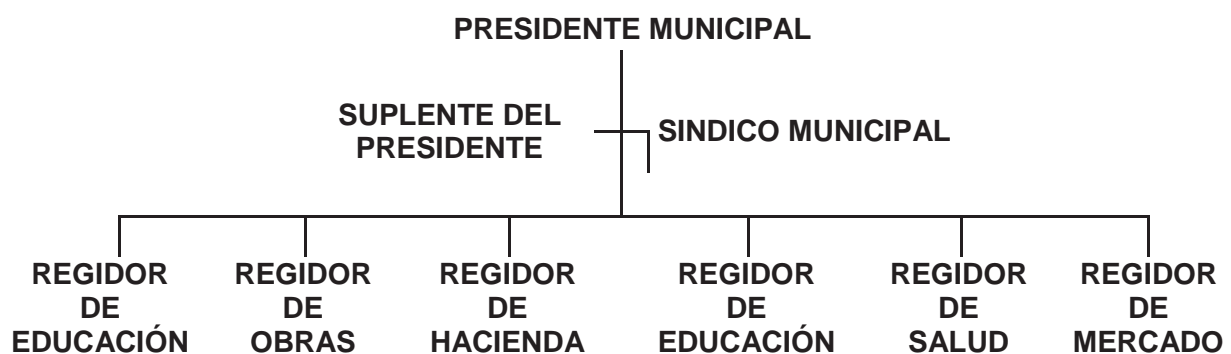 PRESIDENTE MUNICIPAL
SUPLENTE DEL
PRESIDENTE
SINDICO MUNICIPAL
REGIDOR
DE
EDUCACIÓN
REGIDOR
DE
OBRAS
REGIDOR
DE
HACIENDA
REGIDOR
DE
EDUCACIÓN
REGIDOR
DE
SALUD
REGIDOR
DE
MERCADO